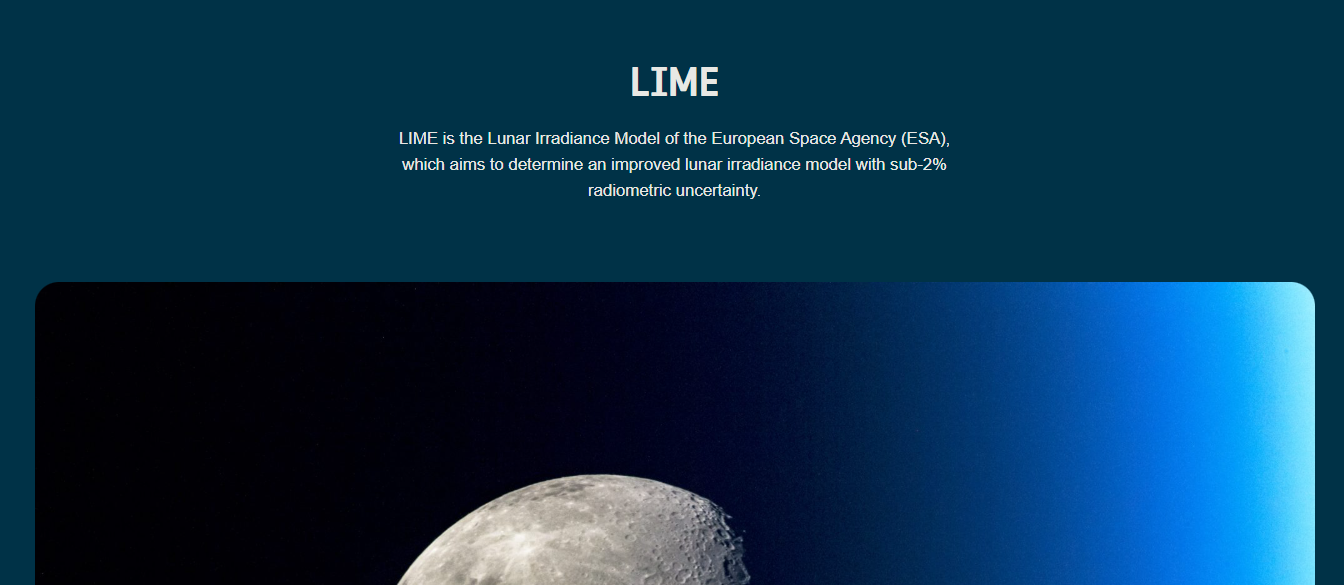 LIME
LIME is the Lunar Irradiance Model of the European Space Agency (ESA),
which aims to determine an improved lunar irradiance model with sub-2%
radiometric uncertainty.